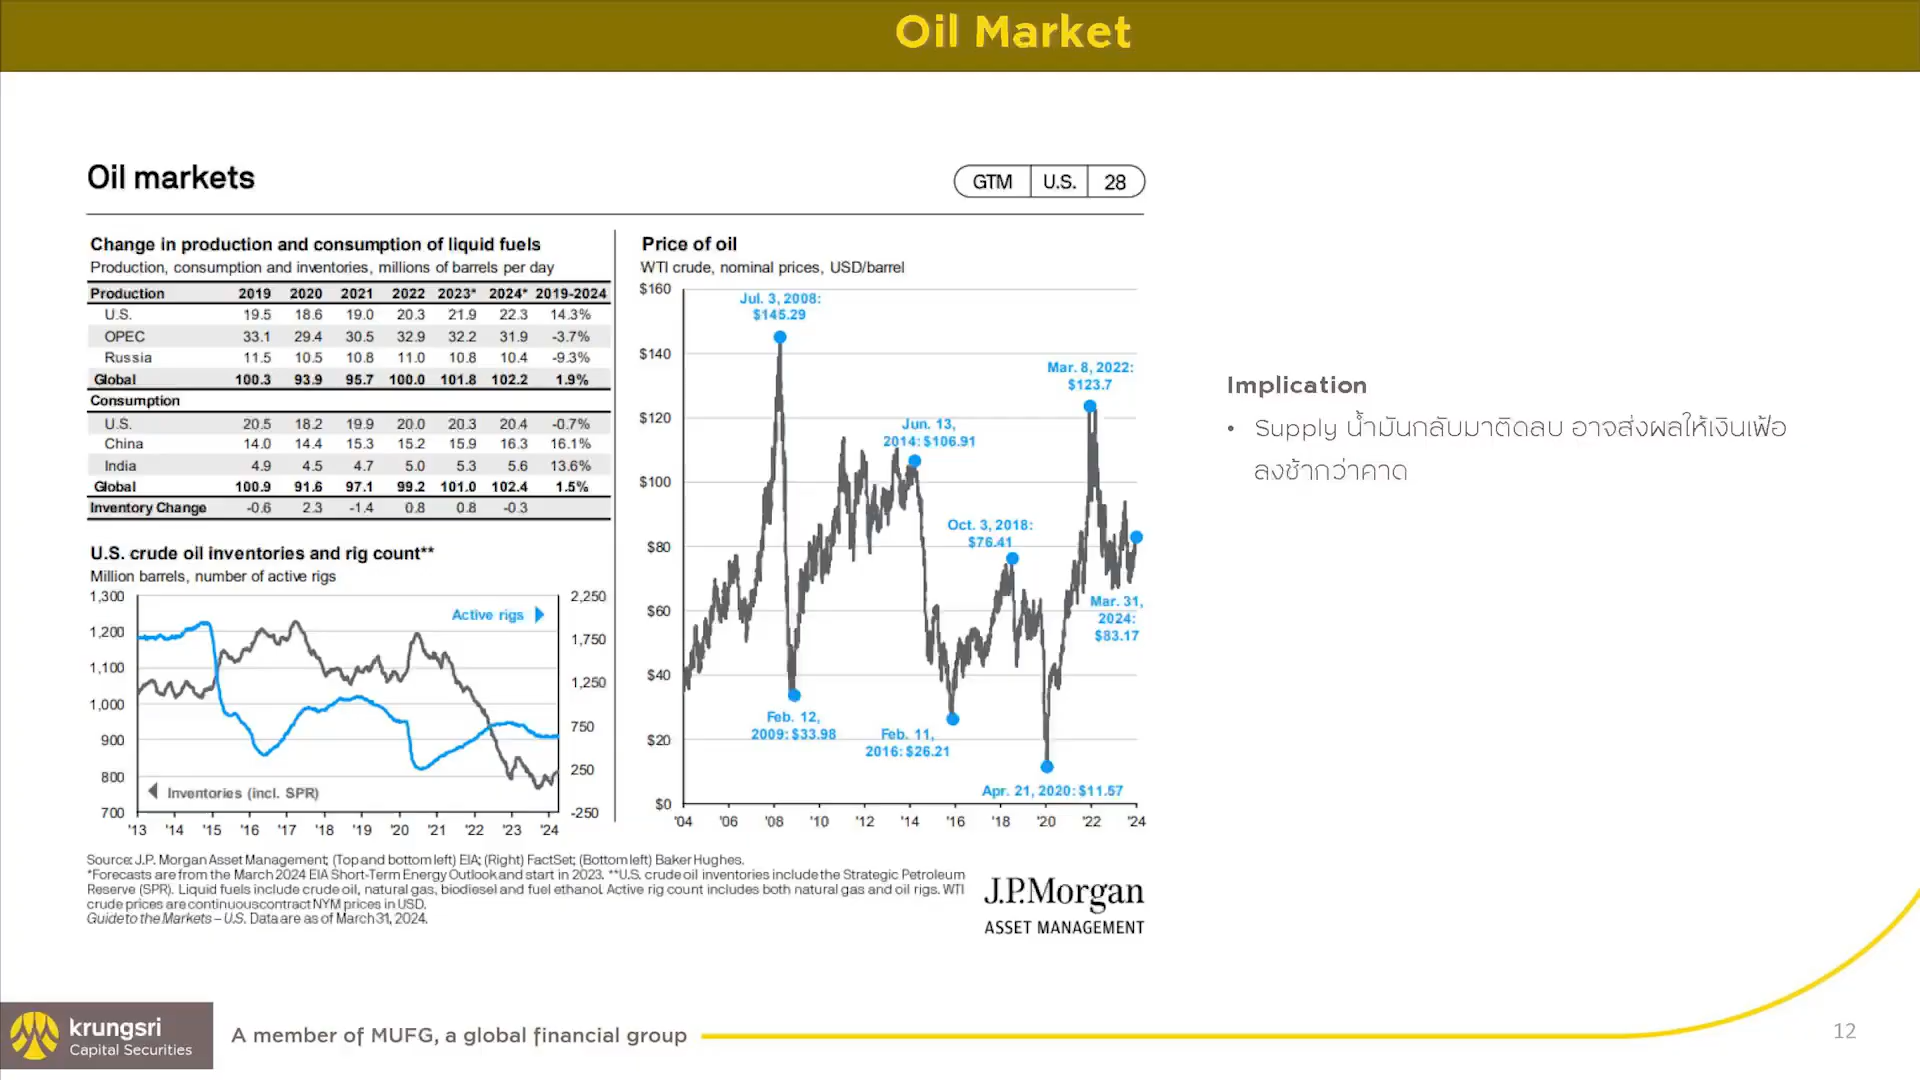 Oil Market
Oil markets
GTM U.S. 28
Change in production and consumption of liquid fuels
Production, consumption and inventories, millions of barrels per day
Production 2019 2020 2021 2022 2023* 2024* 2019-2024
U.S. 19.5 18.6 19.0 20.3 21.9 22.3 14.3%
OPEC 33.1 29.4 30.5 32.9 32.2 31.9 -3.7%
Russia 11.5 10.5 10.8 11.0 10.8 10.4 -9.3%
Global 100.3 93.9 95.7 100.0 101.8 102.2 1.9%
Consumption
U.S. 20.5 18.2 19.9 20.0 20.3 20.4 -0.7%
China 14.0 14.4 15.3 15.2 15.9 16.3 16.1%
India 4.9 4.5 4.7 5.0 5.3 5.6 13.6%
Global 100.9 91.6 97.1 99.2 101.0 102.4 1.5%
Inventory Change -0.6 2.3 -1.4 0.8 0.8 -0.3
U.S. crude oil inventories and rig count**
Million barrels, number of active rigs
1,300 2,250
Active rigs
1,200 1,750
1,100 1,250
1,000
900 750
800 250
Inventories (incl. SPR)
700 -250
'13 '14 '15 '16 '17 '18 '19 '20 '21 '22 '23 '24
Price of oil
WTI crude, nominal prices, USD/barrel
$160
Jul. 3, 2008:
$145.29
$140
Mar. 8, 2022:
$123.7
$120
Jun. 13,
2014: $106.91
$100
Oct. 3, 2018:
$76.41
$80
Mar. 31,
2024:
$83.17
$60
$40
Feb. 12,
2009: $33.98
Feb. 11,
2016: $26.21
$20
Apr. 21, 2020: $11.57
$0
'04 '06 '08 '10 '12 '14 '16 '18 '20 '22 '24
Implication
• Supply น้ำมันกลับมาติดลบ อาจส่งผลให้เงินเฟ้อ
ลงช้ากว่าคาด
Source: J.P. Morgan Asset Management; (Top and bottom left) EIA; (Right) FactSet; (Bottom left) Baker Hughes.
*Forecasts are from the March 2024 EIA Short-Term Energy Outlook and start in 2023. **U.S. crude oil inventories include the Strategic Petroleum
Reserve (SPR). Liquid fuels include crude oil, natural gas, biodiesel and fuel ethanol. Active rig count includes both natural gas and oil rigs. WTI
crude prices are continuous contract NYM prices in USD.
Guide to the Markets – U.S. Data are as of March 31, 2024.
J.P.Morgan
ASSET MANAGEMENT
krungsri
Capital Securities
A member of MUFG, a global financial group
12